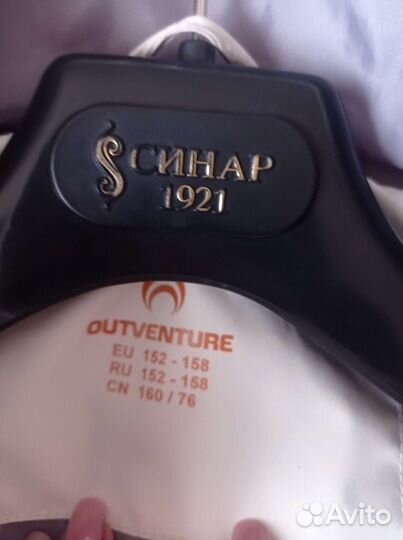 СИНАР
1921
OUTVENTURE
EU 152 - 158
RU 152 - 158
CN 160 / 76
Avito